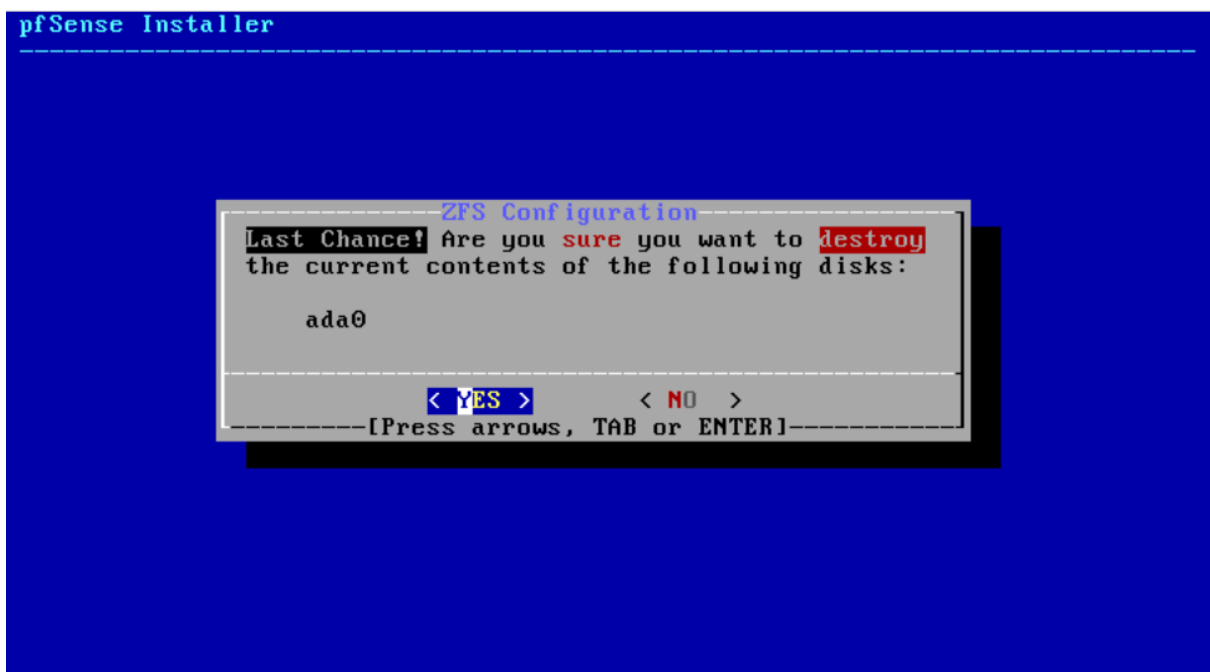 pfSense Installer
ZFS Configuration
Last Chance! Are you sure you want to destroy
the current contents of the following disks:
ada0
< YES > < NO >
[Press arrows, TAB or ENTER]